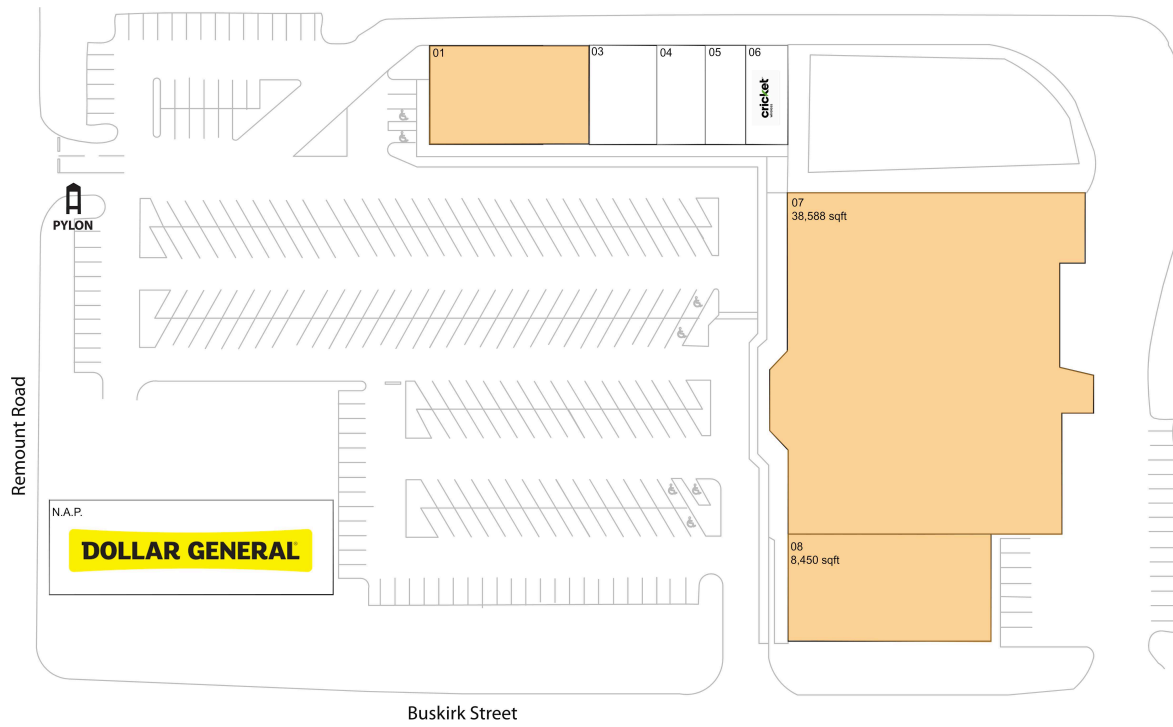 01
03
04
05
06
cricket
07
38,588 sqft
PYLON
Remount Road
N.A.P.
DOLLAR GENERAL
08
8,450 sqft
Buskirk Street